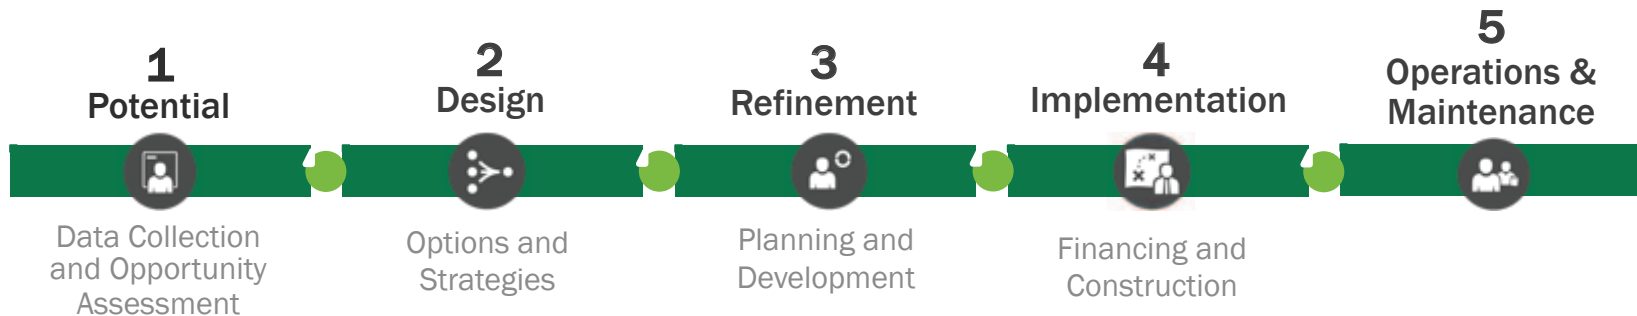 1
Potential
Data Collection
and Opportunity
Assessment
2
Design
Options and
Strategies
3
Refinement
Planning and
Development
4
Implementation
Financing and
Construction
5
Operations &
Maintenance